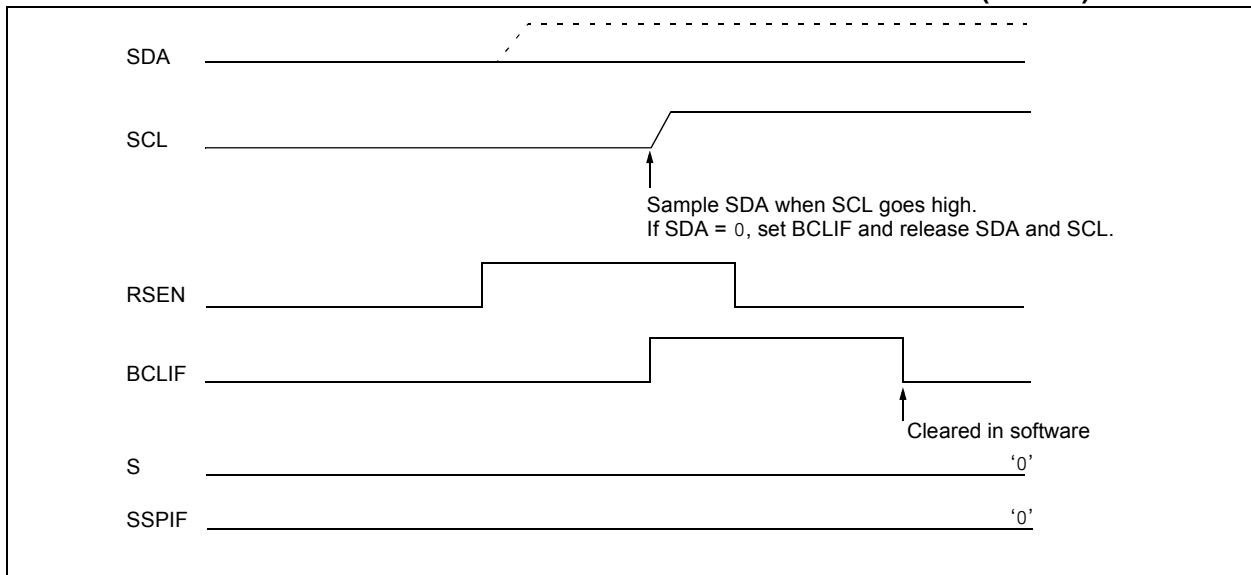 SDA
SCL
Sample SDA when SCL goes high.
If SDA = 0, set BCLIF and release SDA and SCL.
RSEN
BCLIF
Cleared in software
S
‘0’
SSPIF
‘0’